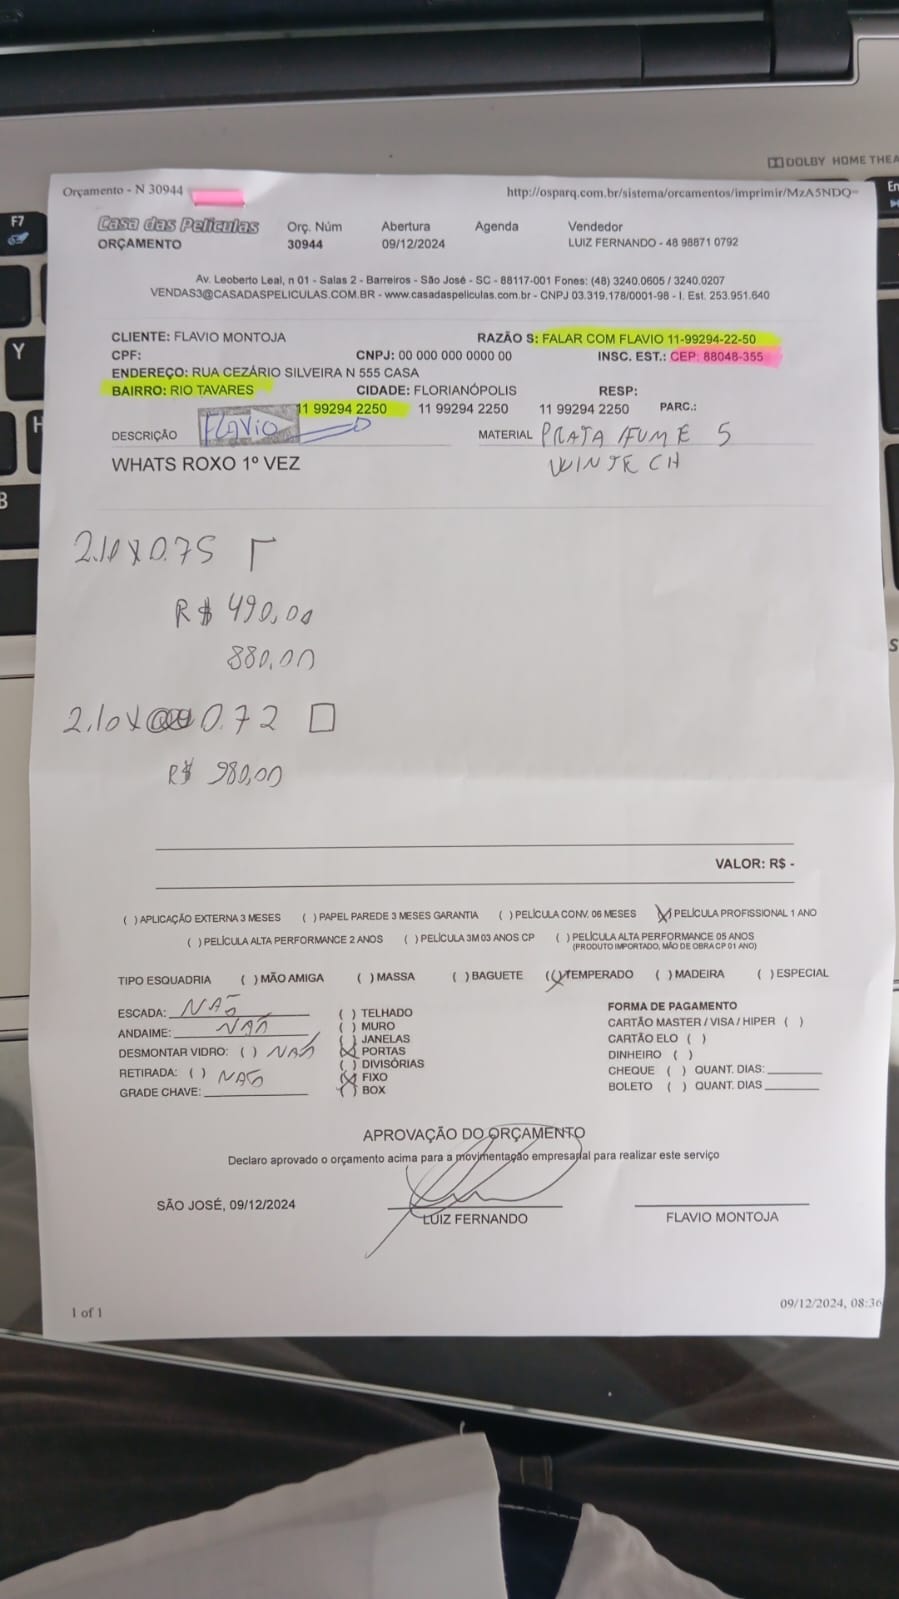 DOLBY HOME THEA
F7
Y
H
B
En
S
Orçamento - N 30944
http://osparq.com.br/sistema/orcamentos/imprimir/MzA5NDQ=
Casa das Películas Orç. Núm Abertura Agenda Vendedor
ORÇAMENTO 30944 09/12/2024 LUIZ FERNANDO - 48 98871 0792
Av. Leoberto Leal, n 01 - Salas 2 - Barreiros - São José - SC - 88117-001 Fones: (48) 3240.0605 / 3240.0207
VENDAS3@CASADASPELICULAS.COM.BR - www.casadaspeliculas.com.br - CNPJ 03.319.178/0001-98 - I. Est. 253.951.640
CLIENTE: FLAVIO MONTOJA RAZÃO S: FALAR COM FLAVIO 11-99294-22-50
CPF: CNPJ: 00 000 000 0000 00 INSC. EST.: CEP: 88048-355
ENDEREÇO: RUA CEZÁRIO SILVEIRA N 555 CASA
BAIRRO: RIO TAVARES CIDADE: FLORIANÓPOLIS RESP:
11 99294 2250 11 99294 2250 11 99294 2250 PARC.:
DESCRIÇÃO FLAVIO MATERIAL PRATA/FUME 5
WHATS ROXO 1º VEZ WINTECH
2.10 X 0.75
R$ 490,00
880,00
2.10 X 0.72
R$ 980,00
VALOR: R$ -
( ) APLICAÇÃO EXTERNA 3 MESES ( ) PAPEL PAREDE 3 MESES GARANTIA ( ) PELÍCULA CONV. 06 MESES (X) PELÍCULA PROFISSIONAL 1 ANO
( ) PELÍCULA ALTA PERFORMANCE 2 ANOS ( ) PELÍCULA 3M 03 ANOS CP ( ) PELÍCULA ALTA PERFORMANCE 05 ANOS
(PRODUTO IMPORTADO, MÃO DE OBRA CP 01 ANO)
TIPO ESQUADRIA ( ) MÃO AMIGA ( ) MASSA ( ) BAGUETE (X) TEMPERADO ( ) MADEIRA ( ) ESPECIAL
ESCADA: NAÕ
ANDAIME: NAÕ
DESMONTAR VIDRO: ( ) NAÕ
RETIRADA: ( ) NAÕ
GRADE CHAVE:
( ) TELHADO
( ) MURO
( ) JANELAS
(X) PORTAS
( ) DIVISÓRIAS
(X) FIXO
( ) BOX
FORMA DE PAGAMENTO
CARTÃO MASTER / VISA / HIPER ( )
CARTÃO ELO ( )
DINHEIRO ( )
CHEQUE ( ) QUANT. DIAS:
BOLETO ( ) QUANT. DIAS
APROVAÇÃO DO ORÇAMENTO
Declaro aprovado o orçamento acima para a movimentação empresarial para realizar este serviço
SÃO JOSÉ, 09/12/2024
LUIZ FERNANDO FLAVIO MONTOJA
1 of 1
09/12/2024, 08:36